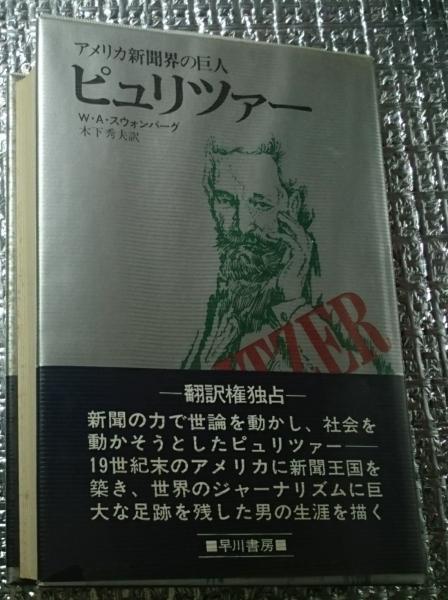 アメリカ新聞界の巨人
ピュリツァー
W・A・スウォンバーグ
木下秀夫訳
TZER
―翻訳権独占―
新聞の力で世論を動かし、社会を
動かそうとしたピュリツァー――
19世紀末のアメリカに新聞王国を
築き、世界のジャーナリズムに巨
大な足跡を残した男の生涯を描く
■早川書房■